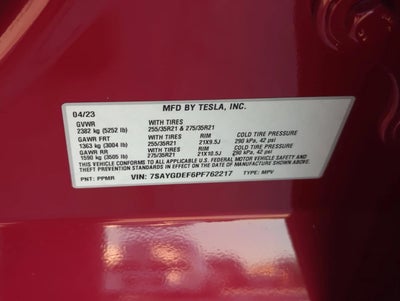 MFD BY TESLA, INC.
04/23
GVWR WITH TIRES
2382 kg (5252 lb) 255/35R21 & 275/35R21
GAWR FRT WITH TIRES RIM COLD TIRE PRESSURE
1363 kg (3004 lb) 255/35R21 21X9.5J 290 kPa, 42 psi
GAWR RR WITH TIRES RIM COLD TIRE PRESSURE
1590 kg (3505 lb) 275/35R21 21X10.5J 290 kPa, 42 psi
THIS VEHICLE CONFORMS TO ALL APPLICABLE U.S. FEDERAL MOTOR VEHICLE SAFETY AND
THEFT PREVENTION STANDARDS IN EFFECT ON THE DATE OF MANUFACTURE SHOWN ABOVE.
PNT: PPMR VIN: 7SAYGDEF6PF762217 TYPE: MPV